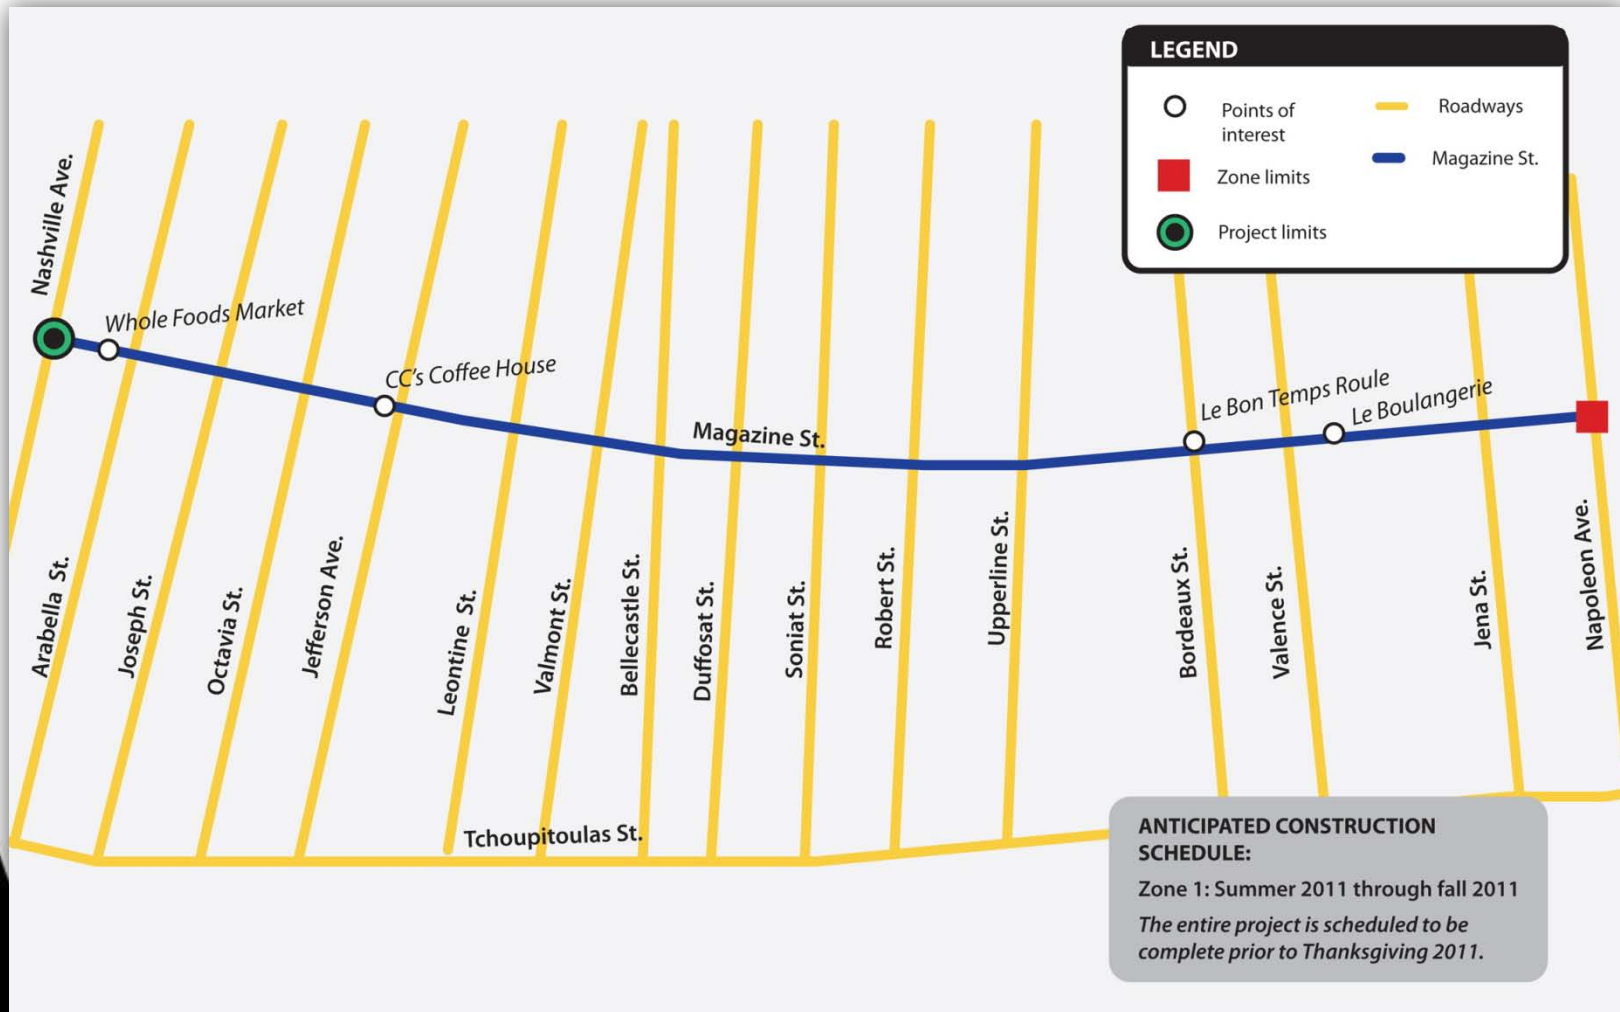 LEGEND
Points of
interest
Roadways
Zone limits
Magazine St.
Project limits
Nashville Ave.
Whole Foods Market
CC's Coffee House
Magazine St.
Le Bon Temps Roule
Le Boulangerie
Arabella St.
Joseph St.
Octavia St.
Jefferson Ave.
Leontine St.
Valmont St.
Bellecastle St.
Duffosat St.
Soniat St.
Robert St.
Upperline St.
Bordeaux St.
Valence St.
Jena St.
Napoleon Ave.
Tchoupitoulas St.
ANTICIPATED CONSTRUCTION
SCHEDULE:
Zone 1: Summer 2011 through fall 2011
The entire project is scheduled to be
complete prior to Thanksgiving 2011.